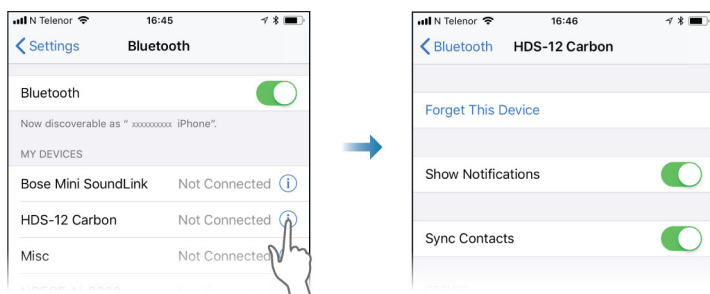 N Telenor 16:45
Settings Bluetooth
Bluetooth
Now discoverable as “ xxxxxxxxxx iPhone”.
MY DEVICES
Bose Mini SoundLink Not Connected i
HDS-12 Carbon Not Connected i
Misc Not Connected
N Telenor 16:46
Bluetooth HDS-12 Carbon
Forget This Device
Show Notifications
Sync Contacts